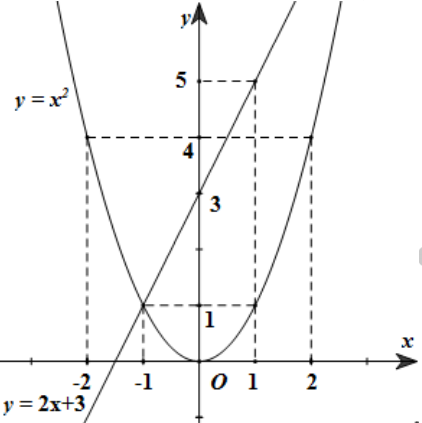 y
5
y = x²
4
3
1
x
-2 -1 O 1 2
y = 2x+3